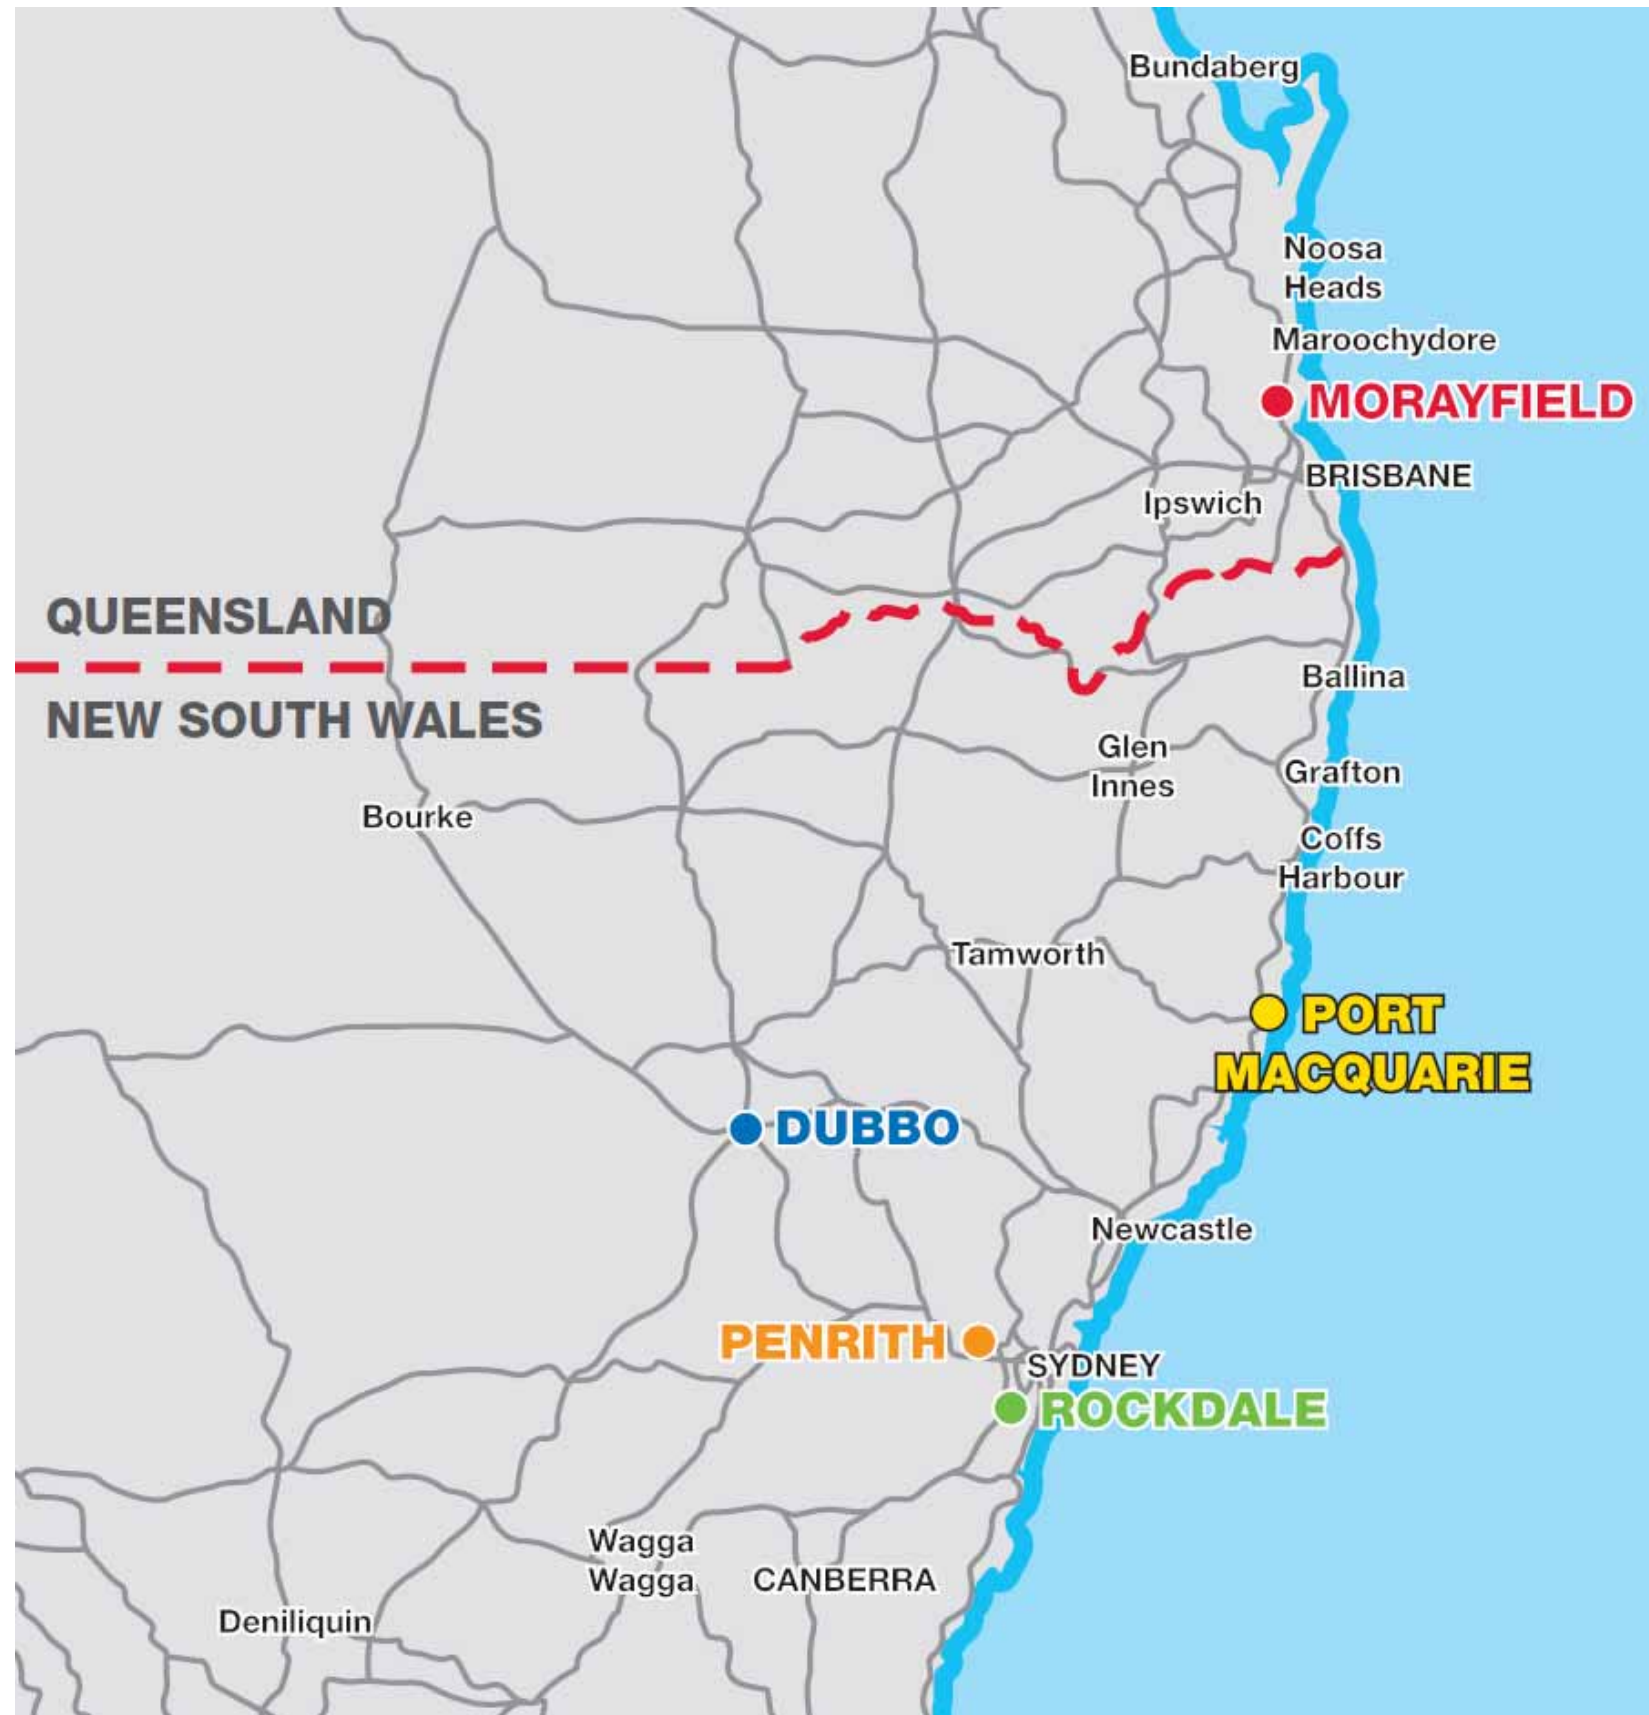 Bundaberg
Noosa
Heads
Maroochydore
MORAYFIELD
BRISBANE
Ipswich
QUEENSLAND
NEW SOUTH WALES
Ballina
Glen
Innes
Grafton
Bourke
Coffs
Harbour
Tamworth
PORT
MACQUARIE
DUBBO
Newcastle
PENRITH
SYDNEY
ROCKDALE
Wagga
Wagga
CANBERRA
Deniliquin